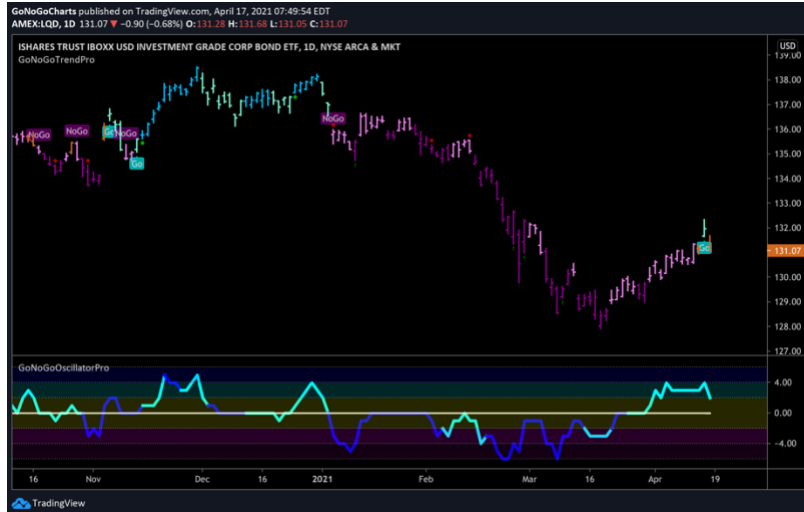 GoNoGoCharts published on TradingView.com, April 17, 2021 07:49:54 EDT
AMEX:LQD, 1D 131.07 ▼ −0.90 (−0.68%) O:131.28 H:131.68 L:131.05 C:131.07
ISHARES TRUST IBOXX USD INVESTMENT GRADE CORP BOND ETF, 1D, NYSE ARCA & MKT
USD
GoNoGoTrendPro
139.00
138.00
137.00
NoGo
NoGo
NoGo
Go
NoGo
136.00
Go
135.00
134.00
133.00
132.00
Go
131.07
130.00
129.00
128.00
127.00
GoNoGoOscillatorPro
4.00
0.00
−4.00
16 Nov Dec 16 2021 Feb Mar 16 Apr 19
TradingView